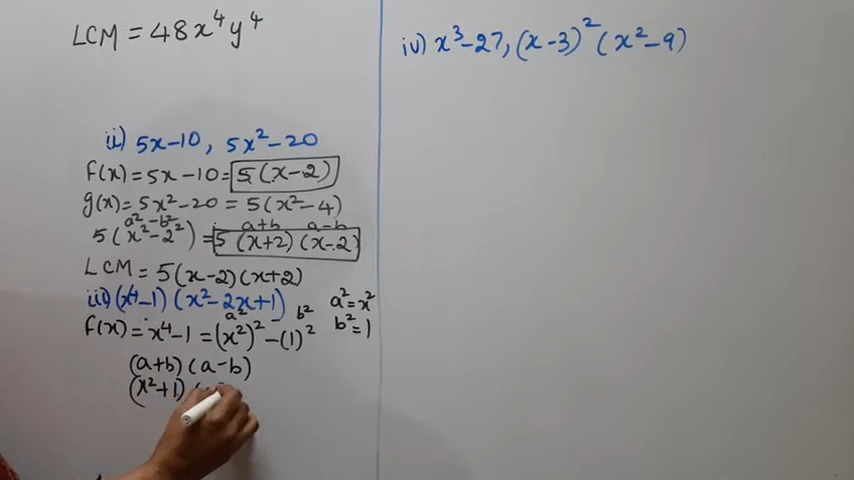 LCM = 48x⁴y⁴
ii) 5x-10, 5x²-20
f(x) = 5x-10 = 5(x-2)
g(x) = 5x²-20 = 5(x²-4)
a²-b² a+b a-b
5(x²-2²) = 5(x+2)(x-2)
LCM = 5(x-2)(x+2)
iii) (x⁴-1) (x²-2x+1) a²=x²
a² b² b²=1
f(x) = x⁴-1 = (x²)²-(1)²
(a+b)(a-b)
(x²+1)(
iv) x³-27, (x-3)² (x²-9)